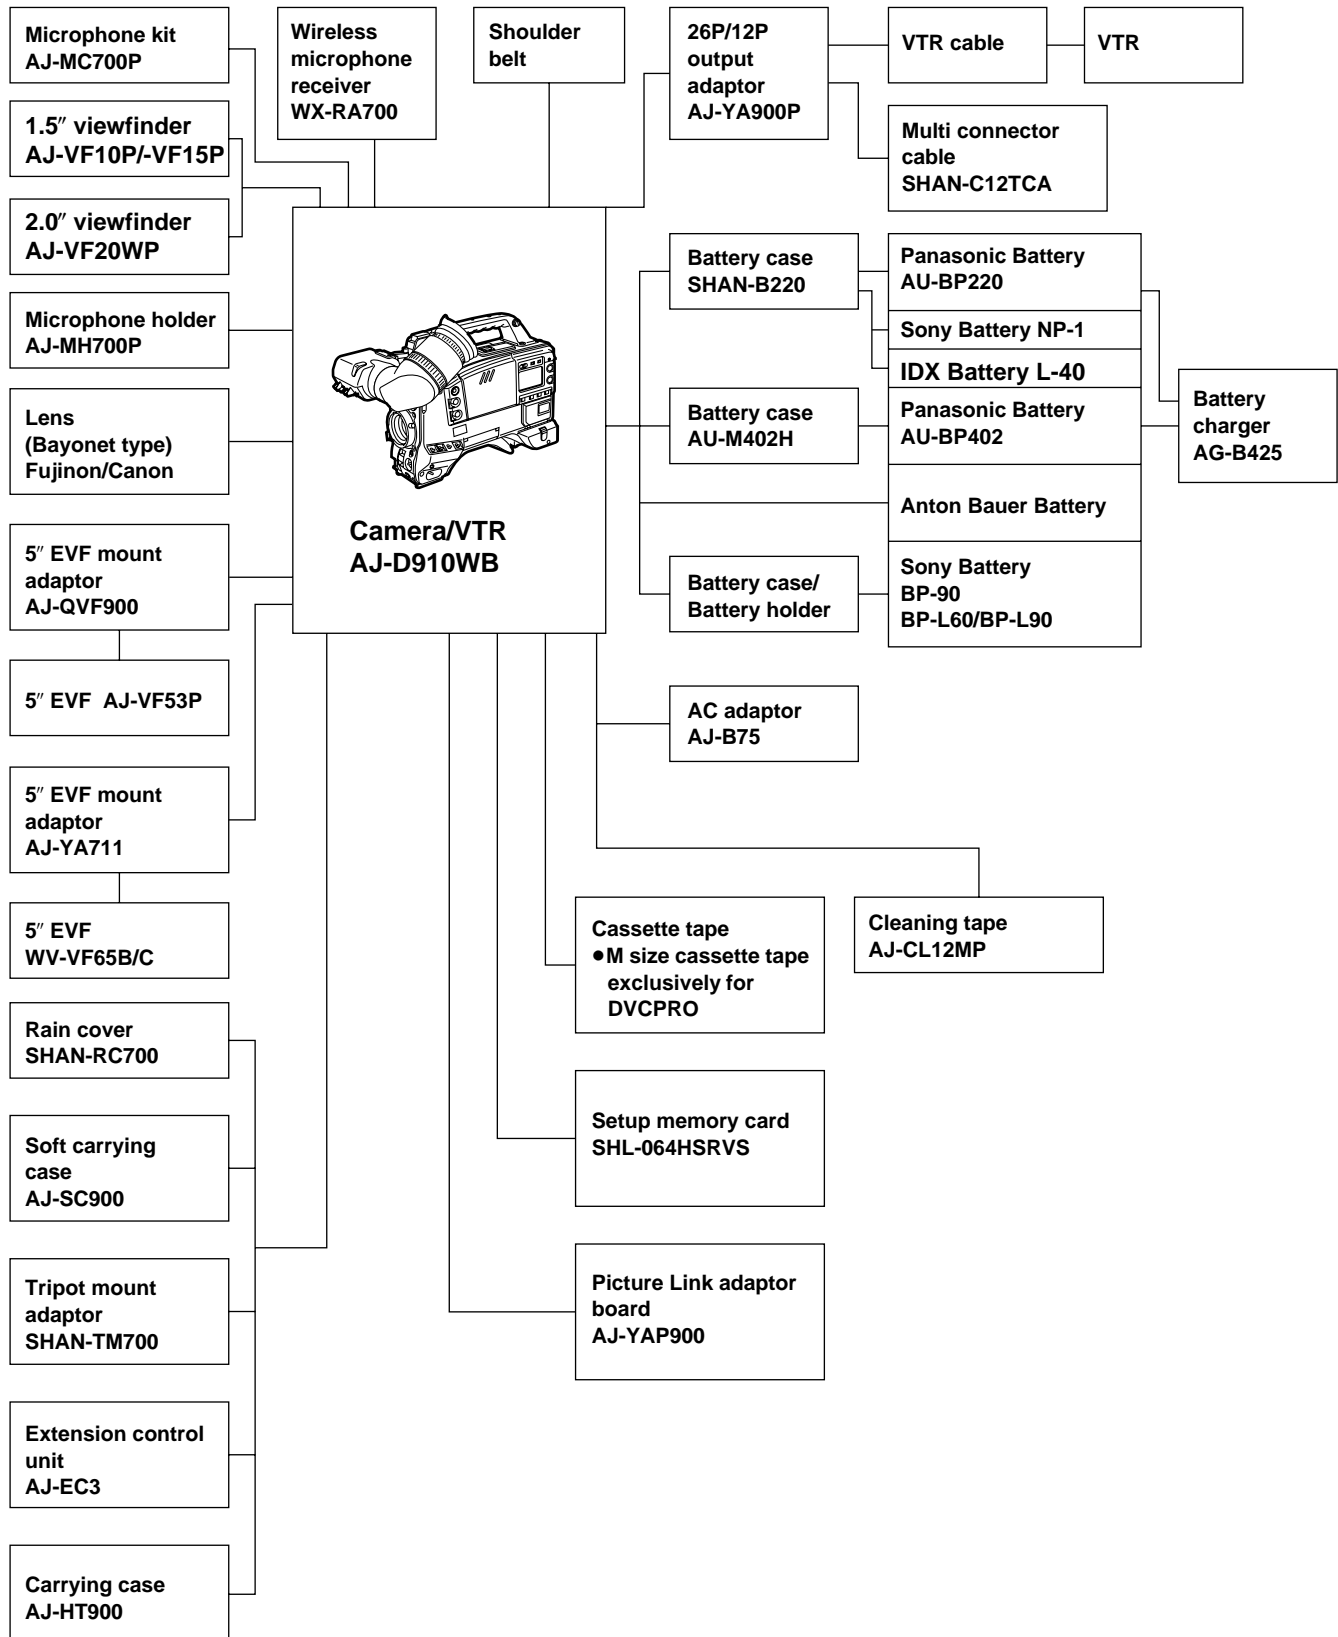 Microphone kit
AJ-MC700P
1.5″ viewfinder
AJ-VF10P/-VF15P
2.0″ viewfinder
AJ-VF20WP
Microphone holder
AJ-MH700P
Lens
(Bayonet type)
Fujinon/Canon
5″ EVF mount
adaptor
AJ-QVF900
5″ EVF AJ-VF53P
5″ EVF mount
adaptor
AJ-YA711
5″ EVF
WV-VF65B/C
Rain cover
SHAN-RC700
Soft carrying
case
AJ-SC900
Tripot mount
adaptor
SHAN-TM700
Extension control
unit
AJ-EC3
Carrying case
AJ-HT900
Wireless
microphone
receiver
WX-RA700
Shoulder
belt
Camera/VTR
AJ-D910WB
26P/12P
output
adaptor
AJ-YA900P
VTR cable
VTR
Multi connector
cable
SHAN-C12TCA
Battery case
SHAN-B220
Panasonic Battery
AU-BP220
Sony Battery NP-1
IDX Battery L-40
Battery case
AU-M402H
Panasonic Battery
AU-BP402
Battery
charger
AG-B425
Anton Bauer Battery
Battery case/
Battery holder
Sony Battery
BP-90
BP-L60/BP-L90
AC adaptor
AJ-B75
Cassette tape
●M size cassette tape
exclusively for
DVCPRO
Cleaning tape
AJ-CL12MP
Setup memory card
SHL-064HSRVS
Picture Link adaptor
board
AJ-YAP900